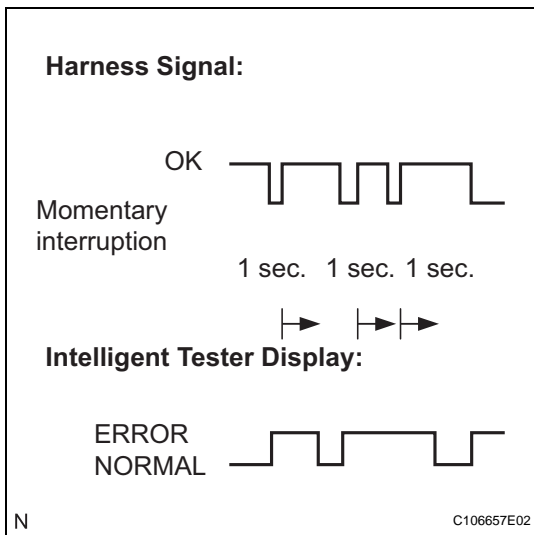 Harness Signal:
OK
Momentary
interruption
1 sec. 1 sec. 1 sec.
Intelligent Tester Display:
ERROR
NORMAL
N
C106657E02